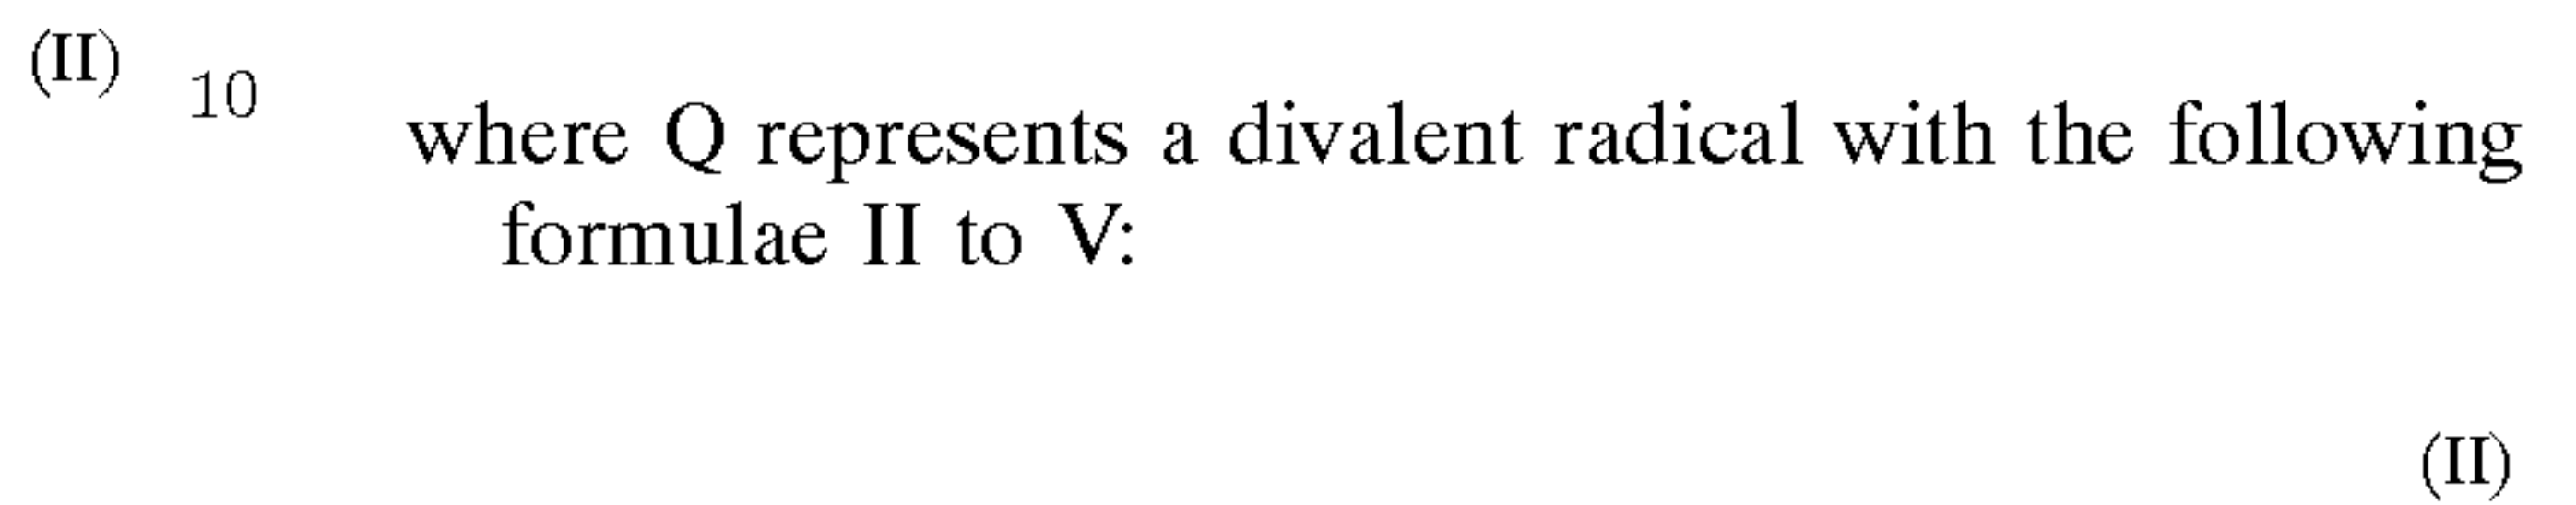 (II)
10
where Q represents a divalent radical with the following
formulae II to V:
(II)